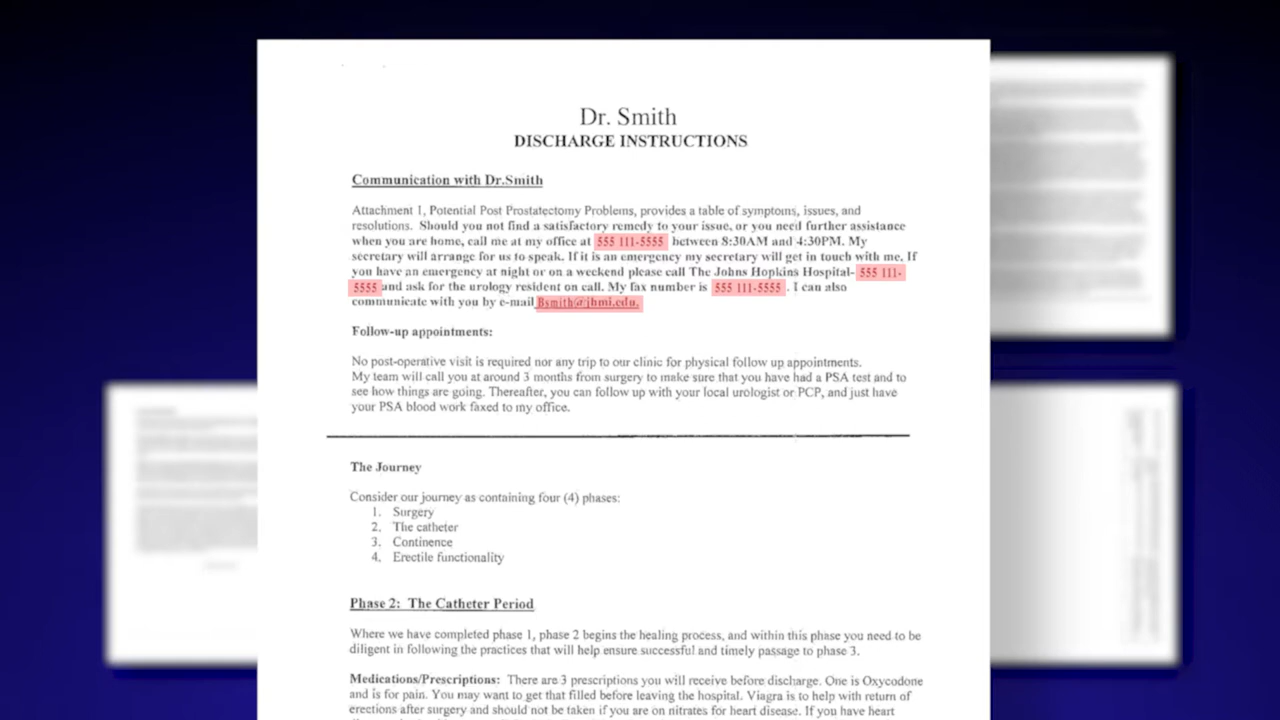 Dr. Smith
DISCHARGE INSTRUCTIONS
Communication with Dr.Smith
Attachment 1, Potential Post Prostatectomy Problems, provides a table of symptoms, issues, and
resolutions. Should you not find a satisfactory remedy to your issue, or you need further assistance
when you are home, call me at my office at 555 111-5555 between 8:30AM and 4:30PM. My
secretary will arrange for us to speak. If it is an emergency my secretary will get in touch with me. If
you have an emergency at night or on a weekend please call The Johns Hopkins Hospital- 555 111-
5555 and ask for the urology resident on call. My fax number is 555 111-5555 . I can also
communicate with you by e-mail Bsmith@jhmi.edu.
Follow-up appointments:
No post-operative visit is required nor any trip to our clinic for physical follow up appointments.
My team will call you at around 3 months from surgery to make sure that you have had a PSA test and to
see how things are going. Thereafter, you can follow up with your local urologist or PCP, and just have
your PSA blood work faxed to my office.
The Journey
Consider our journey as containing four (4) phases:
1. Surgery
2. The catheter
3. Continence
4. Erectile functionality
Phase 2: The Catheter Period
Where we have completed phase 1, phase 2 begins the healing process, and within this phase you need to be
diligent in following the practices that will help ensure successful and timely passage to phase 3.
Medications/Prescriptions: There are 3 prescriptions you will receive before discharge. One is Oxycodone
and is for pain. You may want to get that filled before leaving the hospital. Viagra is to help with return of
erections after surgery and should not be taken if you are on nitrates for heart disease. If you have heart